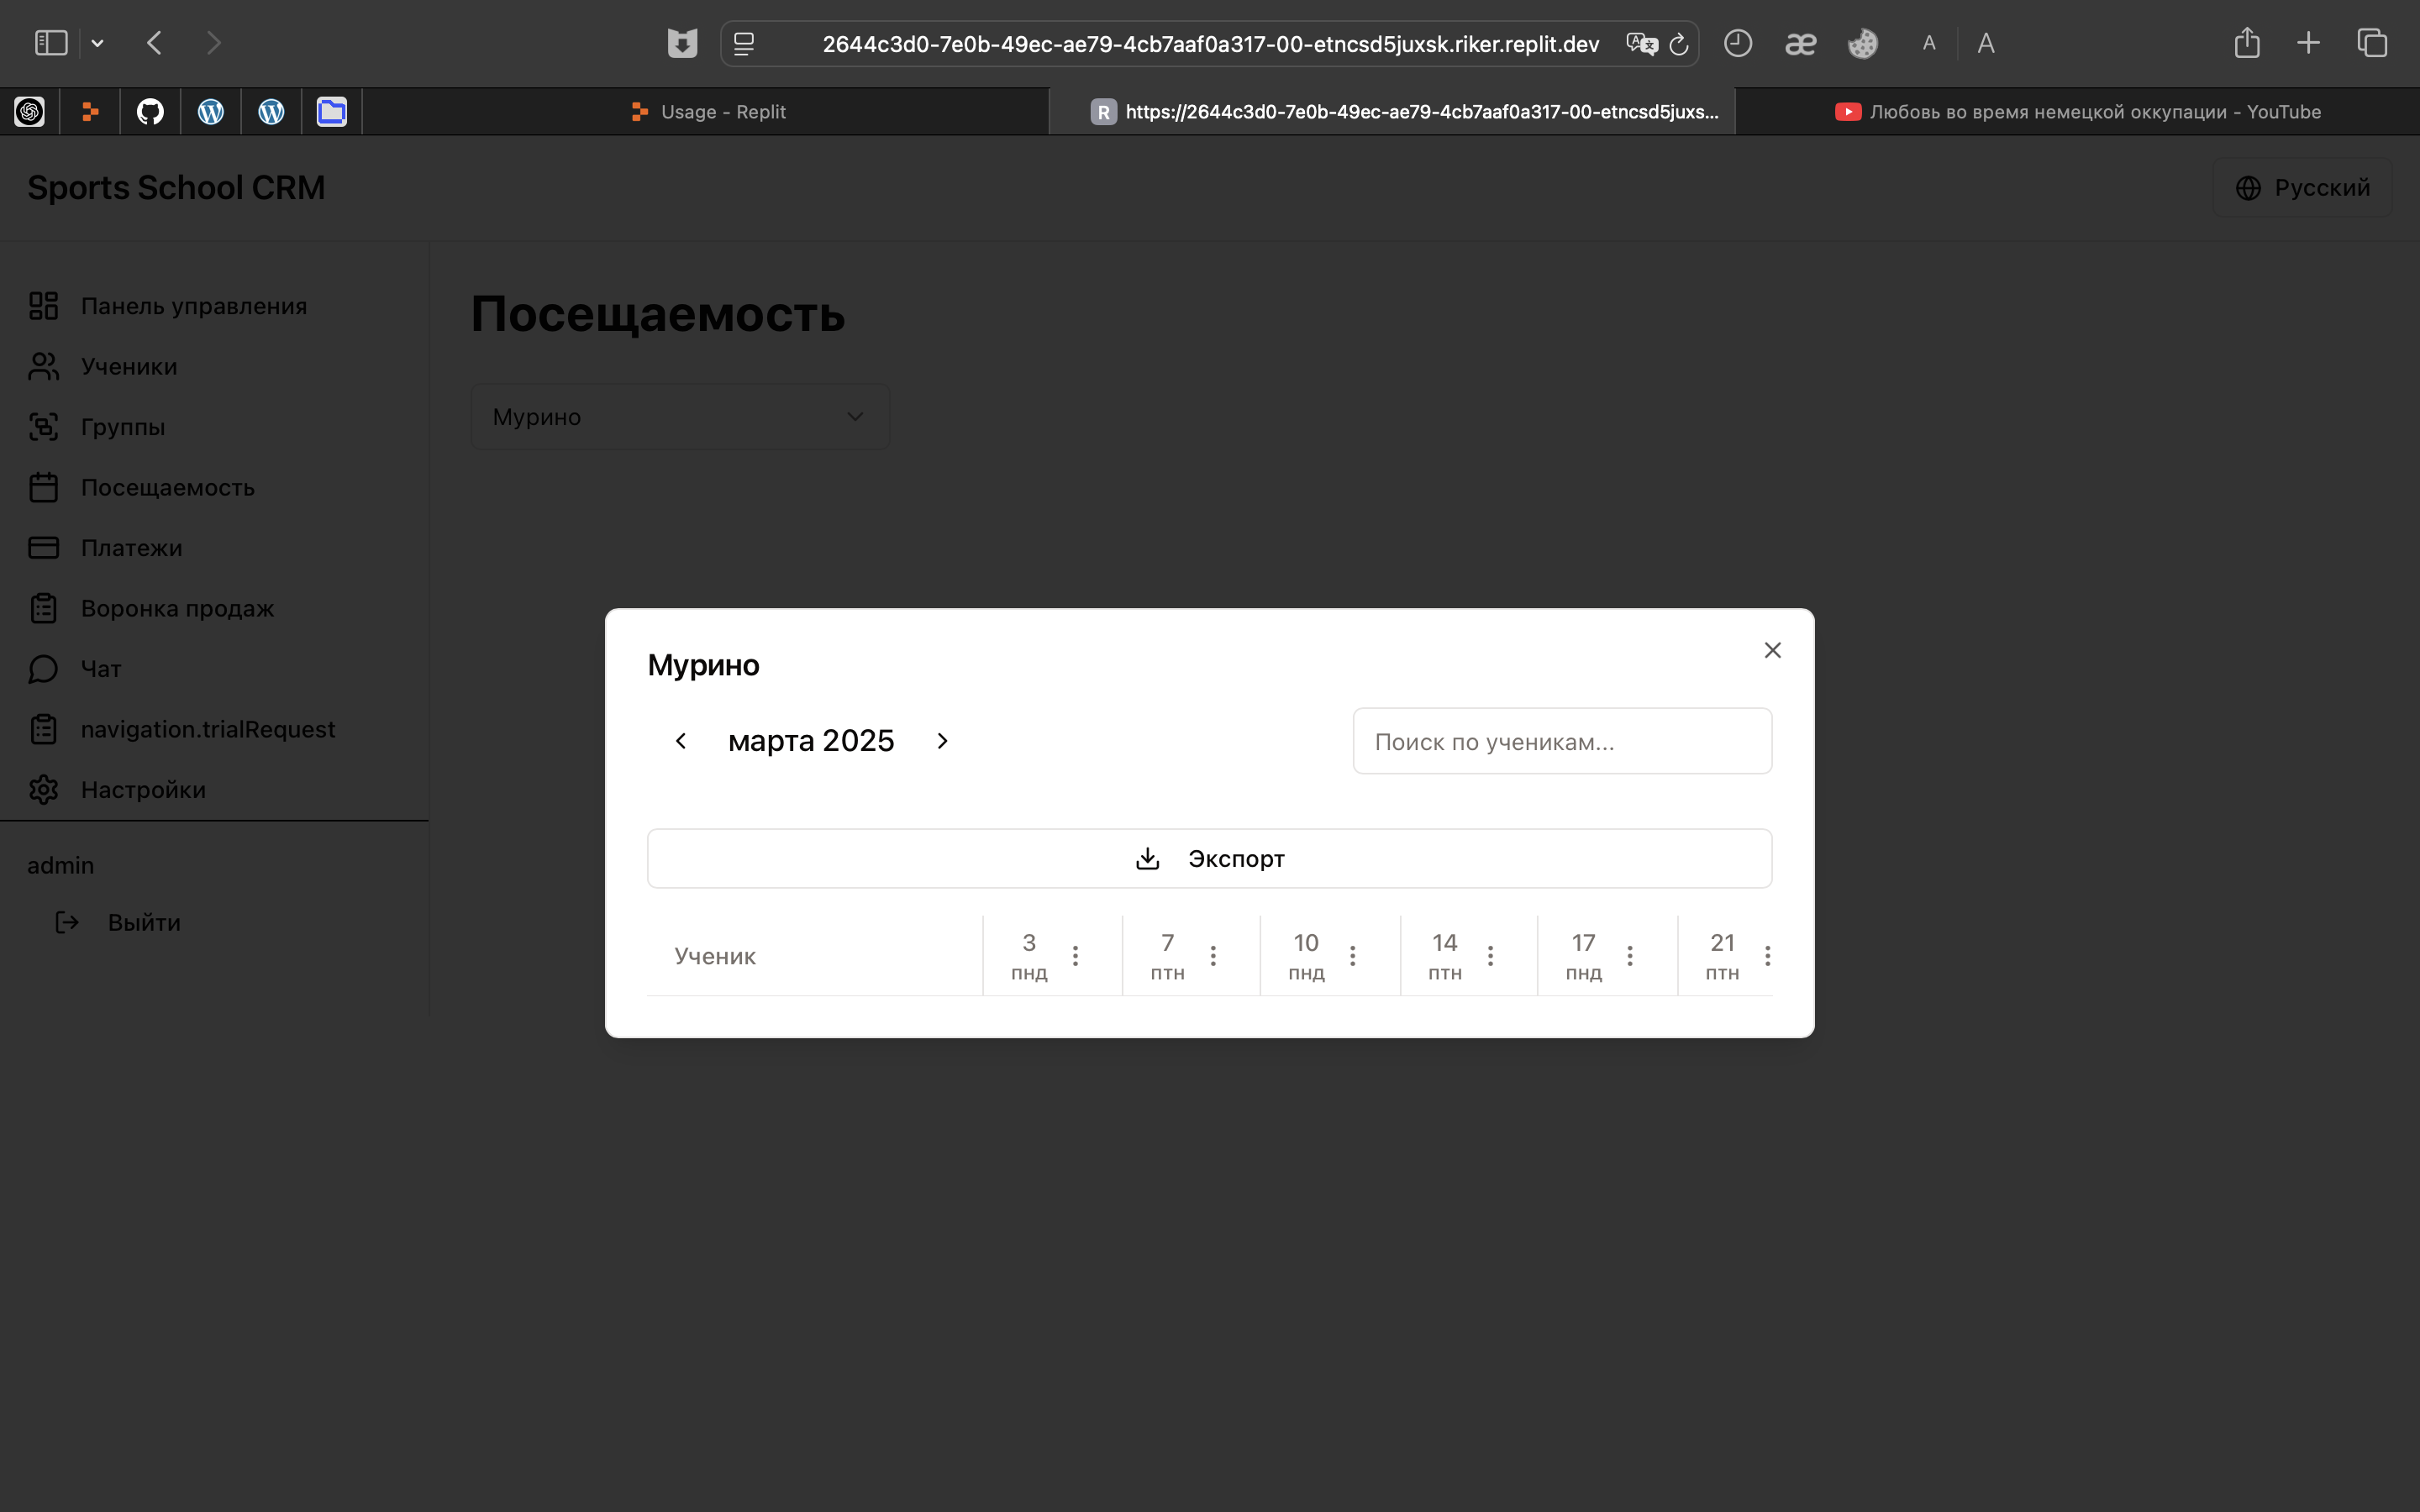 2644c3d0-7e0b-49ec-ae79-4cb7aaf0a317-00-etncsd5juxsk.riker.replit.dev
æ
A
A
Usage - Replit
R
https://2644c3d0-7e0b-49ec-ae79-4cb7aaf0a317-00-etncsd5juxs...
Любовь во время немецкой оккупации - YouTube
Sports School CRM
Русский
Панель управления
Ученики
Группы
Посещаемость
Платежи
Воронка продаж
Чат
navigation.trialRequest
Настройки
admin
Выйти
Посещаемость
Мурино
Мурино
марта 2025
Поиск по ученикам...
Экспорт
Ученик
3
пнд
7
птн
10
пнд
14
птн
17
пнд
21
птн